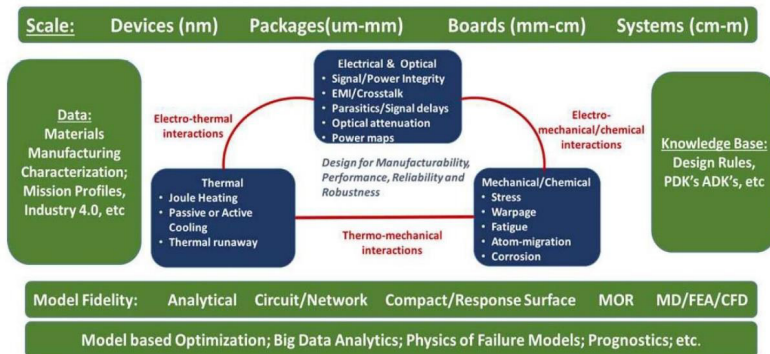 Scale: Devices (nm) Packages(um-mm) Boards (mm-cm) Systems (cm-m)
Data:
Materials
Manufacturing
Characterization;
Mission Profiles,
Industry 4.0, etc
Electro-thermal
interactions
Electrical & Optical
• Signal/Power Integrity
• EMI/Crosstalk
• Parasitics/Signal delays
• Optical attenuation
• Power maps
Electro-
mechanical/chemical
interactions
Knowledge Base:
Design Rules,
PDK's ADK's, etc
Design for Manufacturability,
Performance, Reliability and
Robustness
Thermal
• Joule Heating
• Passive or Active
Cooling
• Thermal runaway
Thermo-mechanical
interactions
Mechanical/Chemical
• Stress
• Warpage
• Fatigue
• Atom-migration
• Corrosion
Model Fidelity: Analytical Circuit/Network Compact/Response Surface MOR MD/FEA/CFD
Model based Optimization; Big Data Analytics; Physics of Failure Models; Prognostics; etc.